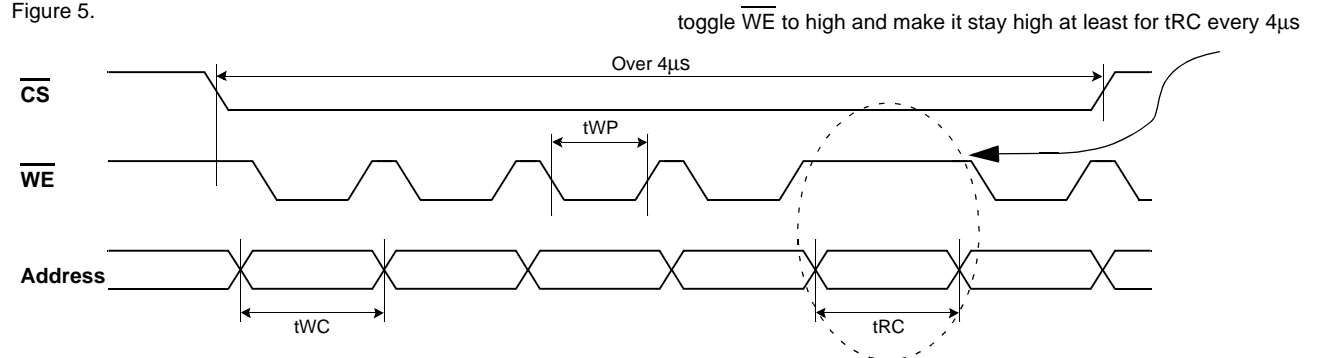 Figure 5.
toggle WE to high and make it stay high at least for tRC every 4μs
Over 4μs
CS
tWP
WE
Address
tWC
tRC